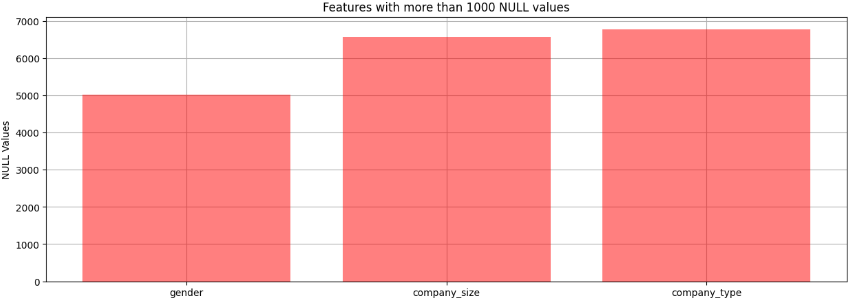 Features with more than 1000 NULL values
NULL Values
7000
6000
5000
4000
3000
2000
1000
0
gender company_size company_type